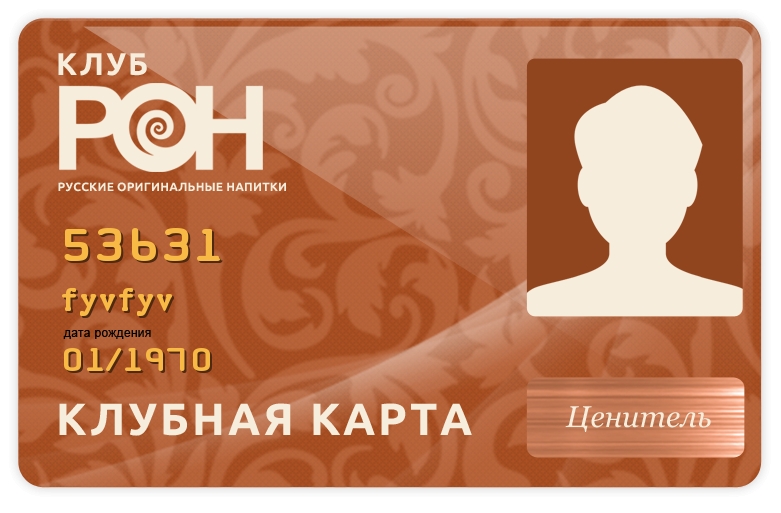 КЛУБ
РОН
РУССКИЕ ОРИГИНАЛЬНЫЕ НАПИТКИ
53631
fyvfyv
дата рождения
01/1970
КЛУБНАЯ КАРТА
Ценитель